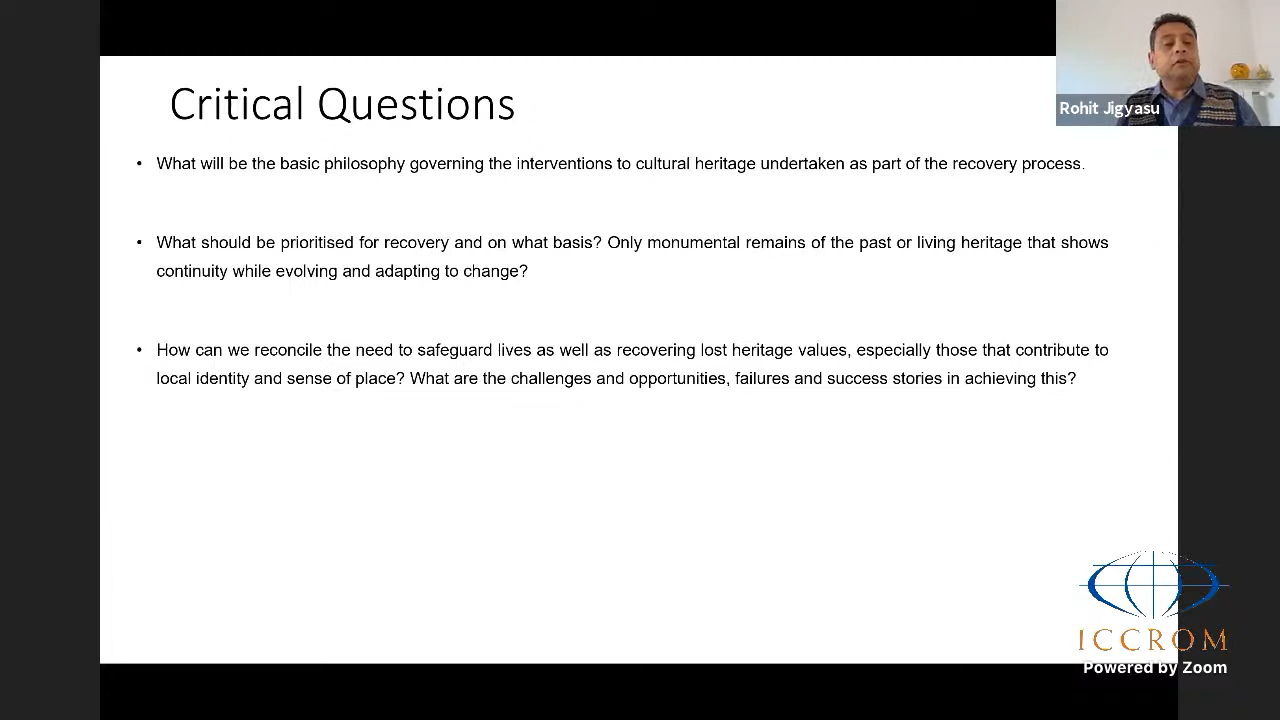 Critical Questions
Rohit Jigyasu
• What will be the basic philosophy governing the interventions to cultural heritage undertaken as part of the recovery process.
• What should be prioritised for recovery and on what basis? Only monumental remains of the past or living heritage that shows
continuity while evolving and adapting to change?
• How can we reconcile the need to safeguard lives as well as recovering lost heritage values, especially those that contribute to
local identity and sense of place? What are the challenges and opportunities, failures and success stories in achieving this?
ICCROM
Powered by Zoom